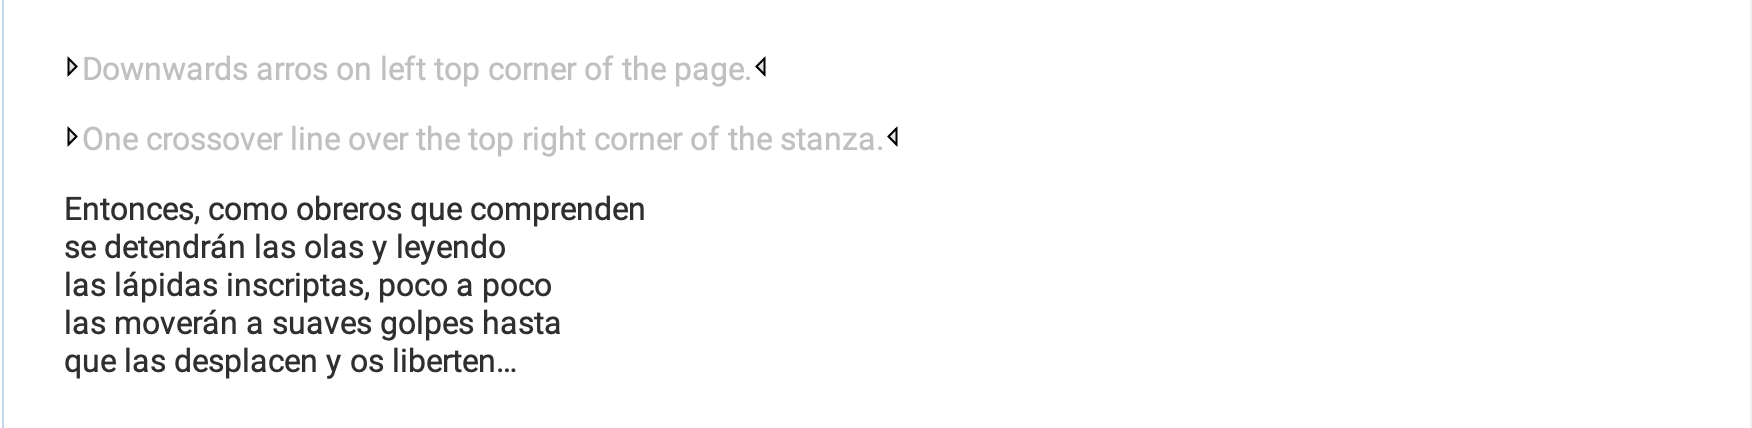 ▹Downwards arros on left top corner of the page.◃
▹One crossover line over the top right corner of the stanza.◃
Entonces, como obreros que comprenden
se detendrán las olas y leyendo
las lápidas inscriptas, poco a poco
las moverán a suaves golpes hasta
que las desplacen y os liberten...